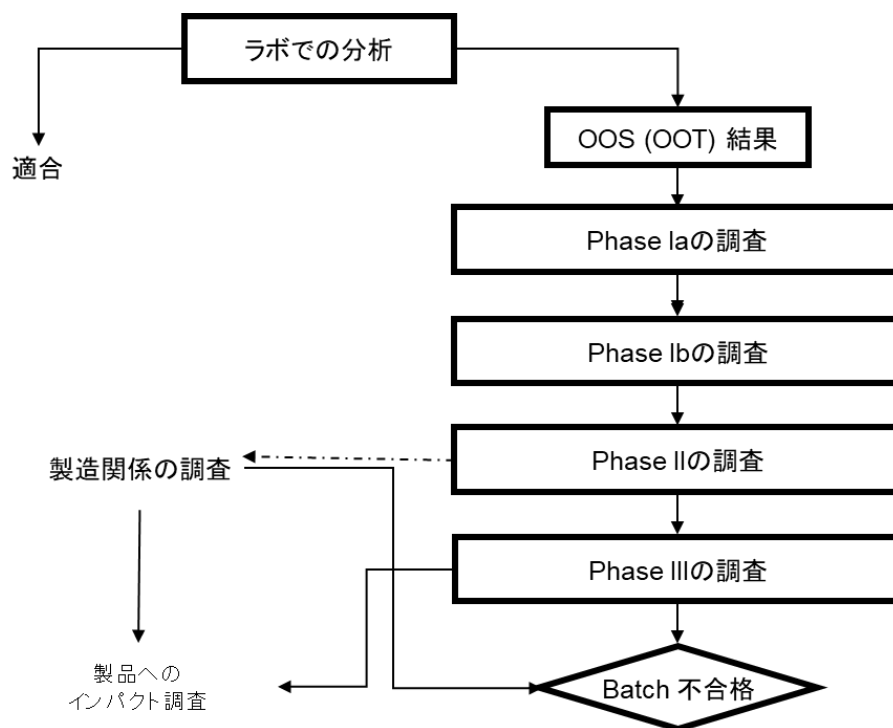 ラボでの分析
OOS (OOT) 結果
適合
Phase Iaの調査
Phase Ibの調査
Phase IIの調査
製造関係の調査
Phase IIIの調査
製品への
インパクト調査
Batch 不合格